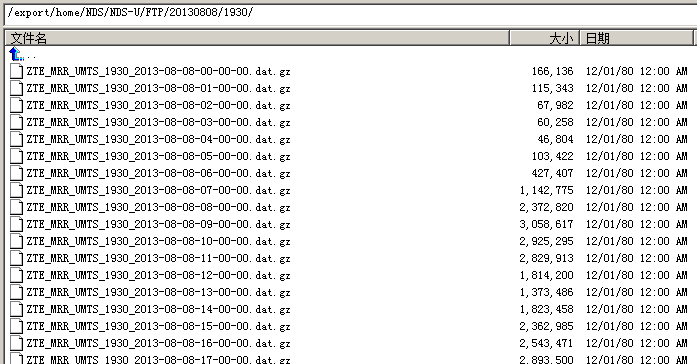 /export/home/NDS/NDS-U/FTP/20130808/1930/
文件名 大小 日期
..
ZTE_MRR_UMTS_1930_2013-08-08-00-00-00.dat.gz 166,136 12/01/80 12:00 AM
ZTE_MRR_UMTS_1930_2013-08-08-01-00-00.dat.gz 115,343 12/01/80 12:00 AM
ZTE_MRR_UMTS_1930_2013-08-08-02-00-00.dat.gz 67,982 12/01/80 12:00 AM
ZTE_MRR_UMTS_1930_2013-08-08-03-00-00.dat.gz 60,258 12/01/80 12:00 AM
ZTE_MRR_UMTS_1930_2013-08-08-04-00-00.dat.gz 46,804 12/01/80 12:00 AM
ZTE_MRR_UMTS_1930_2013-08-08-05-00-00.dat.gz 103,422 12/01/80 12:00 AM
ZTE_MRR_UMTS_1930_2013-08-08-06-00-00.dat.gz 427,407 12/01/80 12:00 AM
ZTE_MRR_UMTS_1930_2013-08-08-07-00-00.dat.gz 1,142,775 12/01/80 12:00 AM
ZTE_MRR_UMTS_1930_2013-08-08-08-00-00.dat.gz 2,372,820 12/01/80 12:00 AM
ZTE_MRR_UMTS_1930_2013-08-08-09-00-00.dat.gz 3,058,617 12/01/80 12:00 AM
ZTE_MRR_UMTS_1930_2013-08-08-10-00-00.dat.gz 2,925,295 12/01/80 12:00 AM
ZTE_MRR_UMTS_1930_2013-08-08-11-00-00.dat.gz 2,829,913 12/01/80 12:00 AM
ZTE_MRR_UMTS_1930_2013-08-08-12-00-00.dat.gz 1,814,200 12/01/80 12:00 AM
ZTE_MRR_UMTS_1930_2013-08-08-13-00-00.dat.gz 1,373,486 12/01/80 12:00 AM
ZTE_MRR_UMTS_1930_2013-08-08-14-00-00.dat.gz 1,823,458 12/01/80 12:00 AM
ZTE_MRR_UMTS_1930_2013-08-08-15-00-00.dat.gz 2,362,985 12/01/80 12:00 AM
ZTE_MRR_UMTS_1930_2013-08-08-16-00-00.dat.gz 2,543,471 12/01/80 12:00 AM
ZTE_MRR_UMTS_1930_2013-08-08-17-00-00.dat.gz 2,893,500 12/01/80 12:00 AM